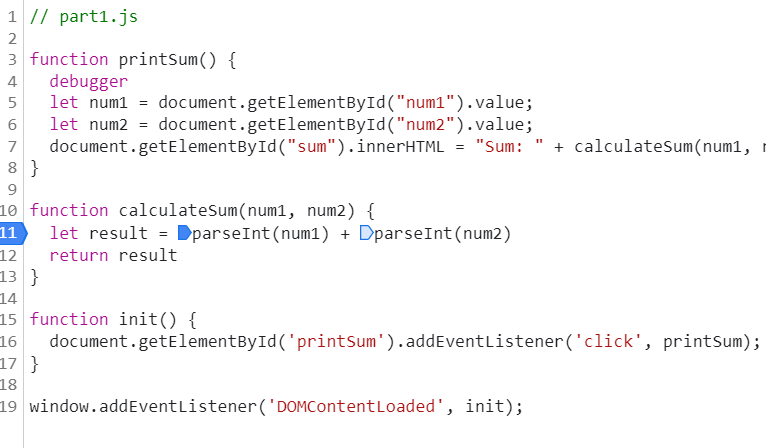 1 // part1.js
2
3 function printSum() {
4   debugger
5   let num1 = document.getElementById("num1").value;
6   let num2 = document.getElementById("num2").value;
7   document.getElementById("sum").innerHTML = "Sum: " + calculateSum(num1,
8 }
9
10 function calculateSum(num1, num2) {
11   let result = parseInt(num1) + parseInt(num2)
12   return result
13 }
14
15 function init() {
16   document.getElementById('printSum').addEventListener('click', printSum);
17 }
18
19 window.addEventListener('DOMContentLoaded', init);